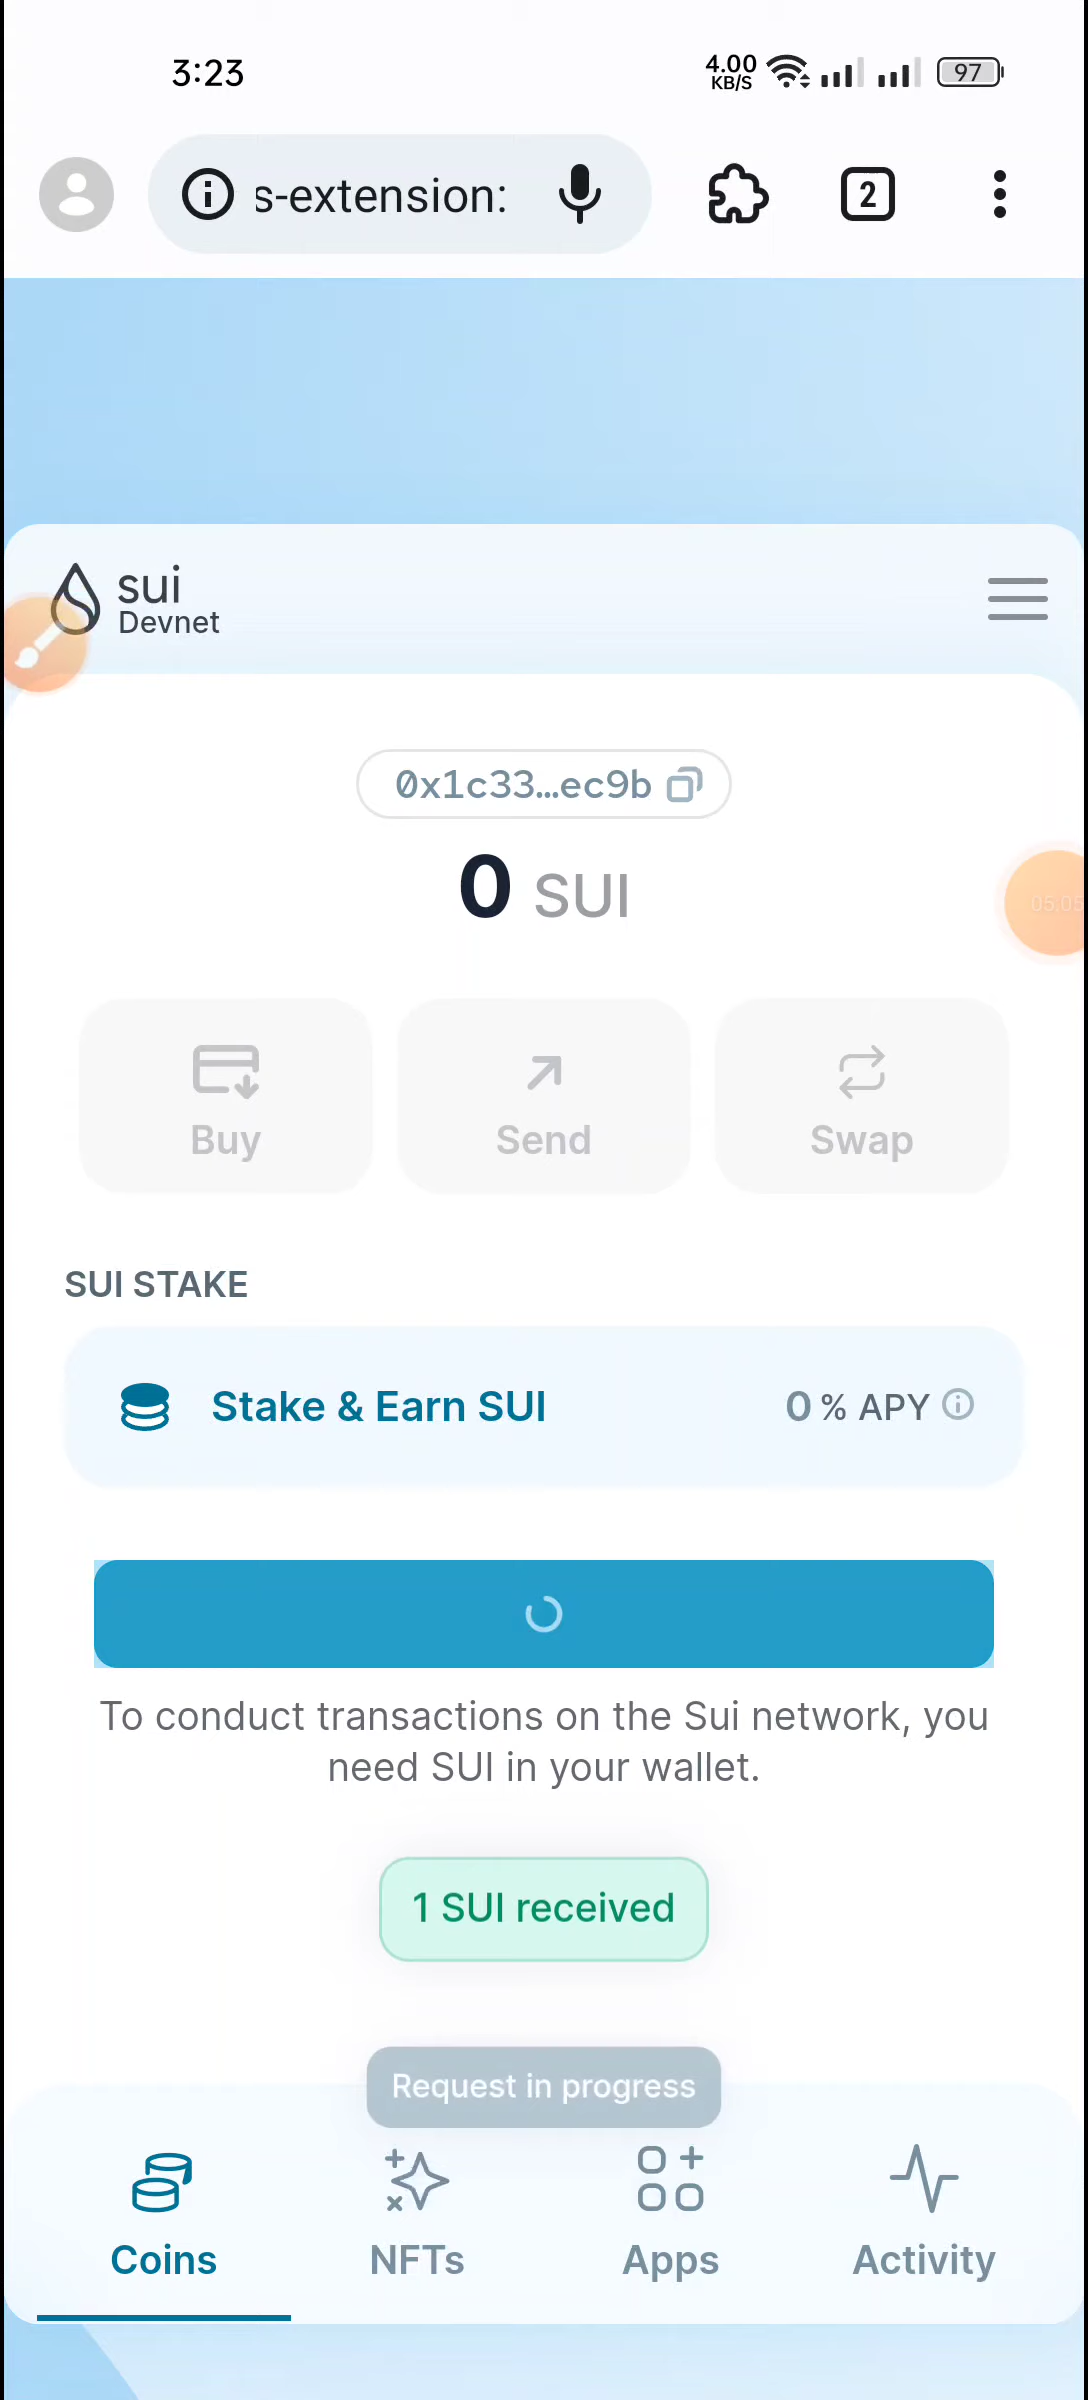 3:23
4.00
KB/S
97
s-extension:
2
sui
Devnet
0x1c33…ec9b
05:05
0 SUI
Buy
Send
Swap
SUI STAKE
Stake & Earn SUI
0 % APY
To conduct transactions on the Sui network, you
need SUI in your wallet.
1 SUI received
Request in progress
Coins
NFTs
Apps
Activity